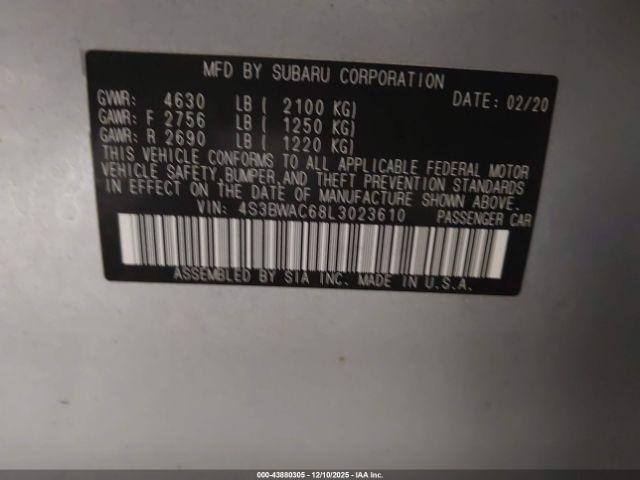 MFD BY SUBARU CORPORATION
GVWR: 4630 LB ( 2100 KG) DATE: 02/20
GAWR: F 2756 LB ( 1250 KG)
GAWR: R 2690 LB ( 1220 KG)
THIS VEHICLE CONFORMS TO ALL APPLICABLE FEDERAL MOTOR
VEHICLE SAFETY, BUMPER, AND THEFT PREVENTION STANDARDS
IN EFFECT ON THE DATE OF MANUFACTURE SHOWN ABOVE.
VIN: 4S3BWAC68L3023610 PASSENGER CAR
ASSEMBLED BY SIA INC. MADE IN U.S.A.
000-43880305 - 12/10/2025 - IAA Inc.